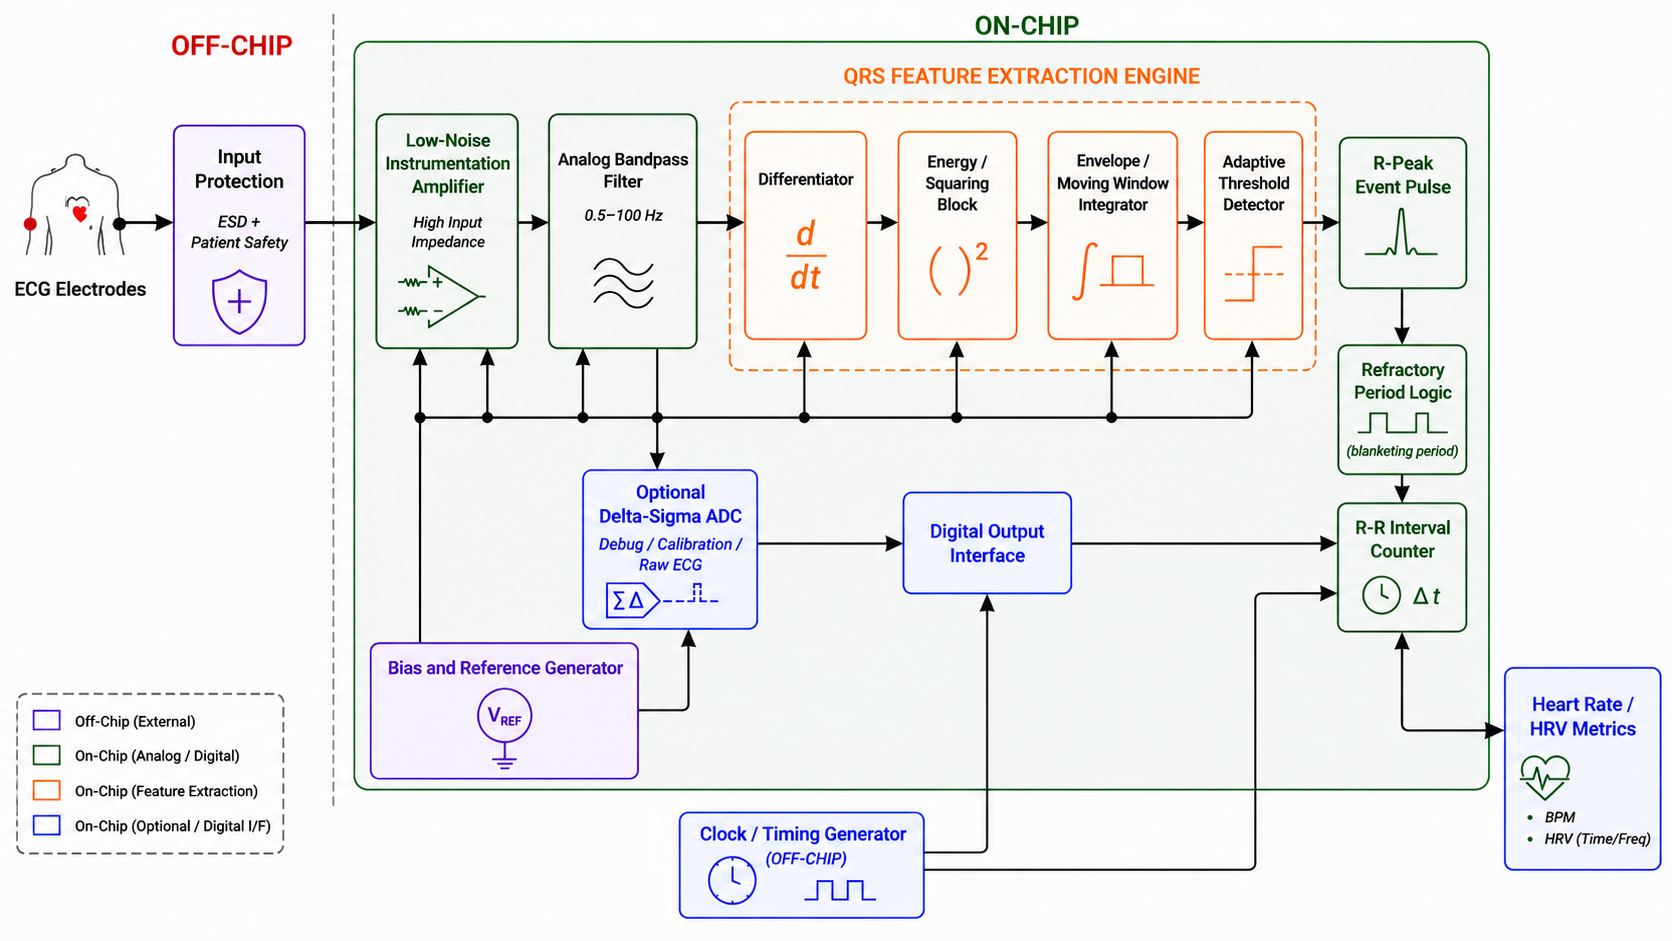 OFF-CHIP
ON-CHIP
QRS FEATURE EXTRACTION ENGINE
ECG Electrodes
Input
Protection
ESD +
Patient Safety
Low-Noise
Instrumentation
Amplifier
High Input
Impedance
+
−
Analog Bandpass
Filter
0.5–100 Hz
Differentiator
d
dt
Energy /
Squaring
Block
( )²
Envelope /
Moving Window
Integrator
∫
Adaptive
Threshold
Detector
R-Peak
Event Pulse
Refractory
Period Logic
(blanketing period)
R-R Interval
Counter
Δt
Optional
Delta-Sigma ADC
Debug / Calibration /
Raw ECG
Σ Δ
Digital Output
Interface
Bias and Reference Generator
VREF
Clock / Timing Generator
(OFF-CHIP)
Heart Rate /
HRV Metrics
• BPM
• HRV (Time/Freq)
Off-Chip (External)
On-Chip (Analog / Digital)
On-Chip (Feature Extraction)
On-Chip (Optional / Digital I/F)